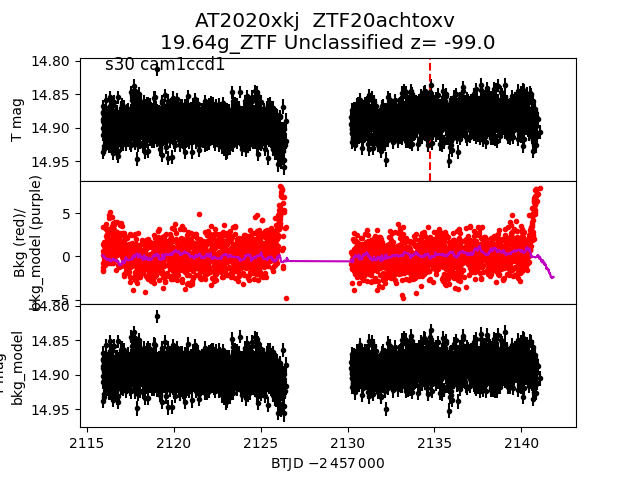 AT2020xkj ZTF20achtoxv
19.64g_ZTF Unclassified z= -99.0
s30 cam1ccd1
14.80
14.85
14.90
14.95
T mag
5
0
−5
Bkg (red)/
bkg_model (purple)
14.80
14.85
14.90
14.95
T mag
bkg_model
2115
2120
2125
2130
2135
2140
BTJD −2 457 000